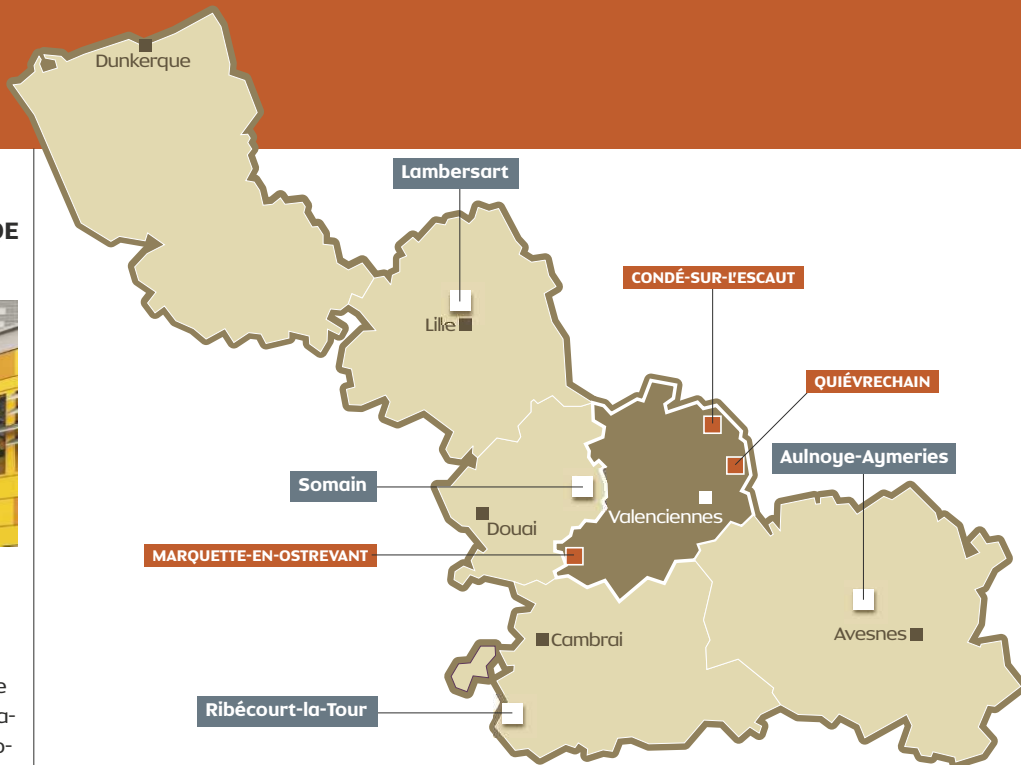 Dunkerque
Lambersart
DE
CONDÉ-SUR-L'ESCAUT
Lille
QUIÉVRECHAIN
Aulnoye-Aymeries
Somain
Valenciennes
Douai
MARQUETTE-EN-OSTREVANT
Avesnes
Cambrai
e
a-
Ribécourt-la-Tour
o-